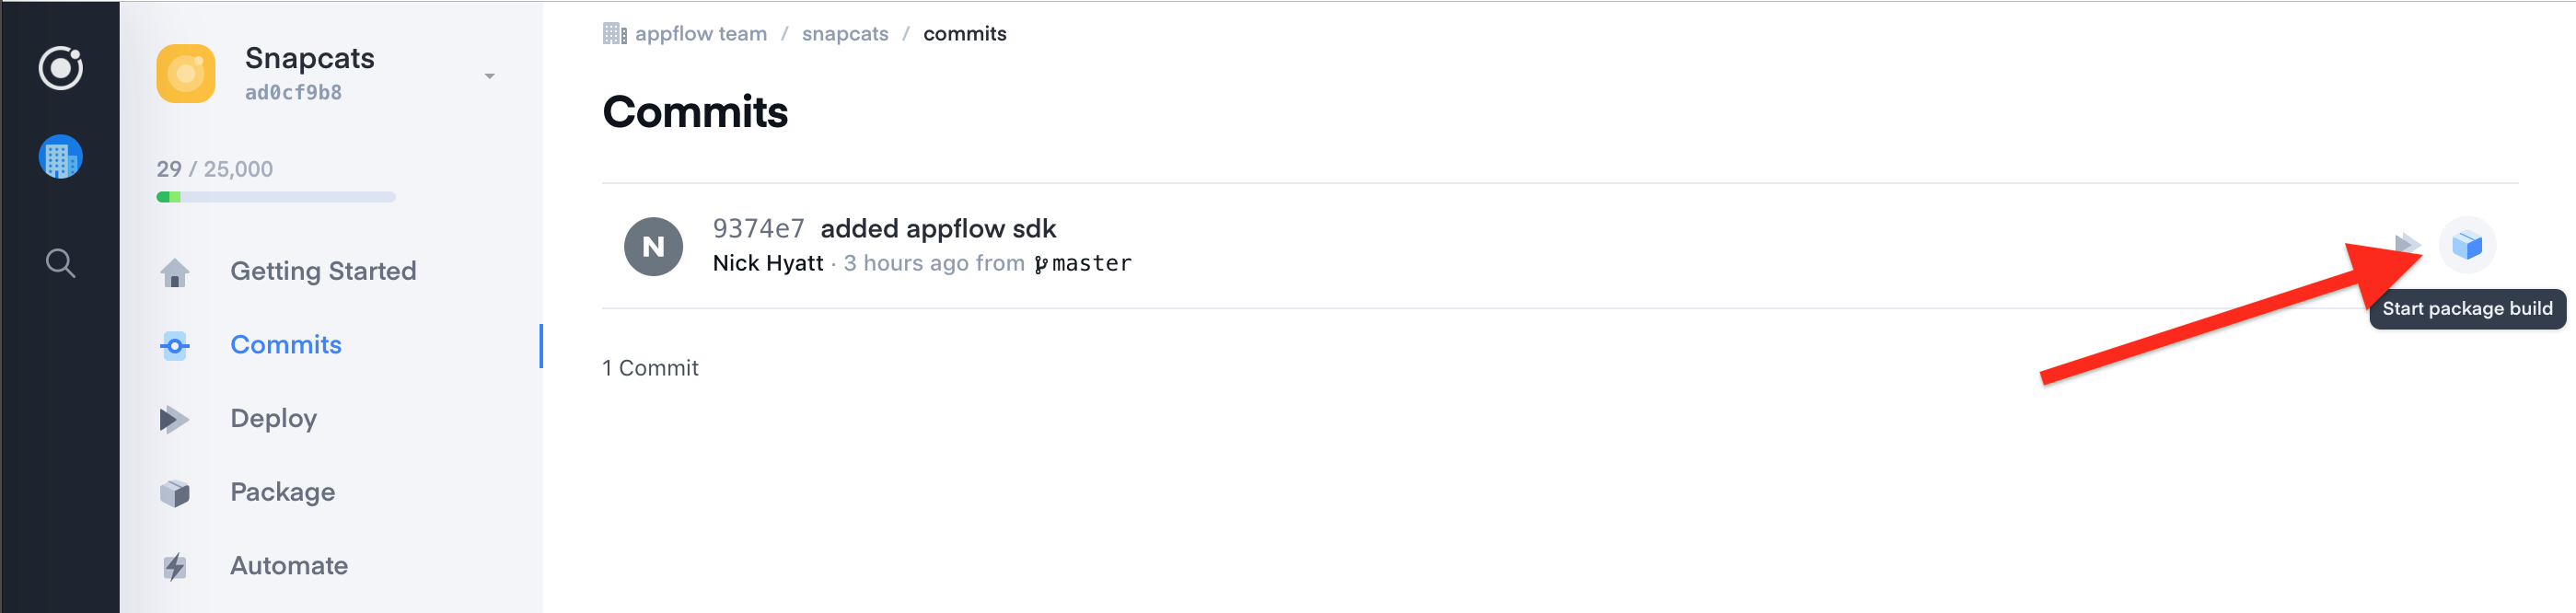 Snapcats
ad0cf9b8
29 / 25,000
Getting Started
Commits
Deploy
Package
Automate
appflow team / snapcats / commits
Commits
N
9374e7 added appflow sdk
Nick Hyatt · 3 hours ago from master
Start package build
1 Commit